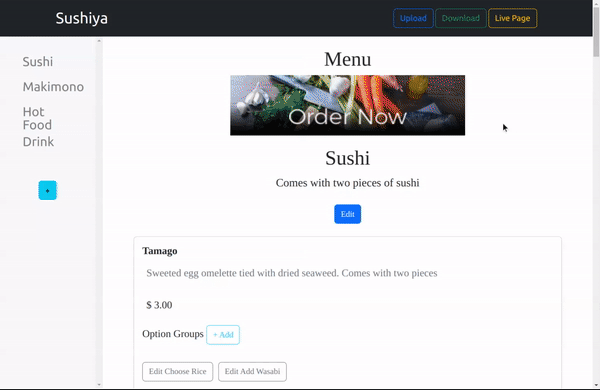 Sushiya
Upload
Download
Live Page
Sushi
Makimono
Hot
Food
Drink
+
Menu
Order Now
Sushi
Comes with two pieces of sushi
Edit
Tamago
Sweeted egg omelette tied with dried seaweed. Comes with two pieces
$ 3.00
Option Groups + Add
Edit Choose Rice Edit Add Wasabi